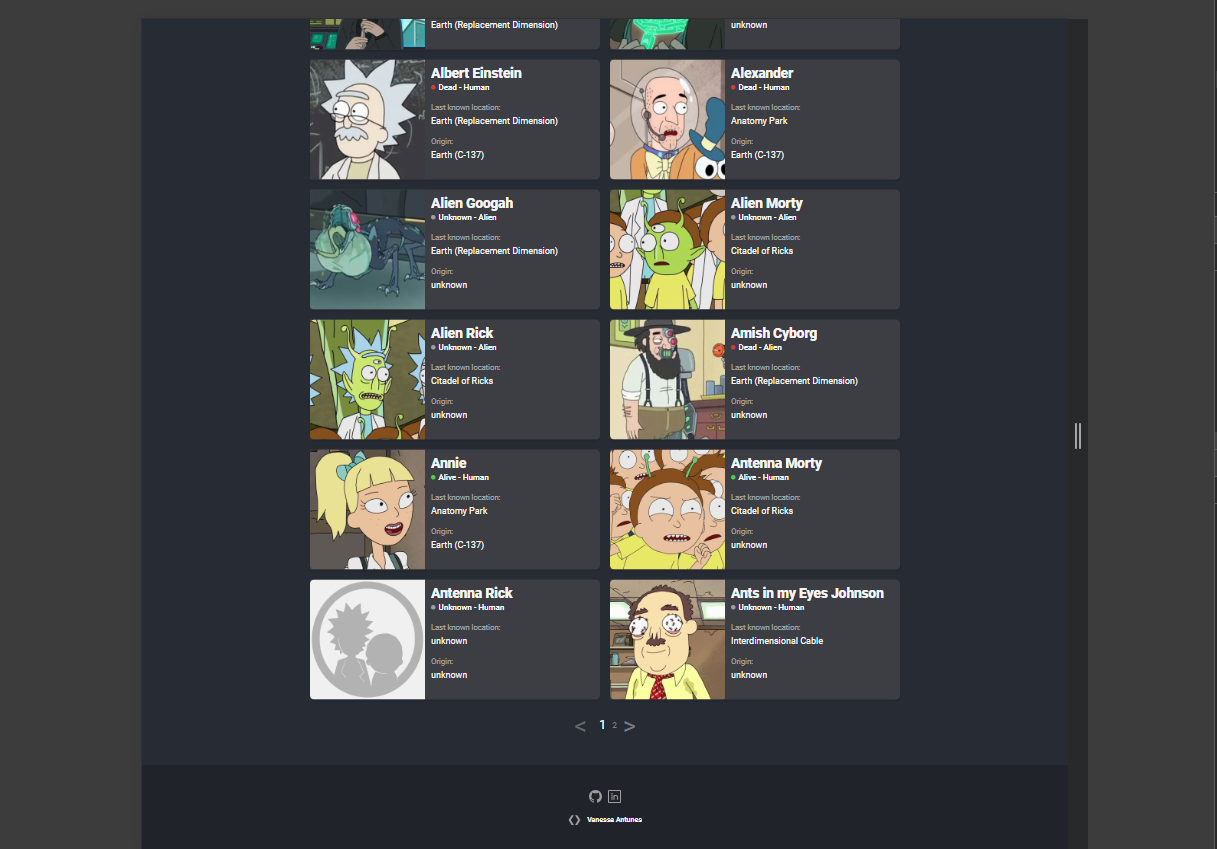 Earth (Replacement Dimension)
unknown
Albert Einstein
Dead - Human
Last known location:
Earth (Replacement Dimension)
Origin:
Earth (C-137)
Alexander
Dead - Human
Last known location:
Anatomy Park
Origin:
Earth (C-137)
Alien Googah
Unknown - Alien
Last known location:
Earth (Replacement Dimension)
Origin:
unknown
Alien Morty
Unknown - Alien
Last known location:
Citadel of Ricks
Origin:
unknown
Alien Rick
Unknown - Alien
Last known location:
Citadel of Ricks
Origin:
unknown
Amish Cyborg
Dead - Alien
Last known location:
Earth (Replacement Dimension)
Origin:
unknown
Annie
Alive - Human
Last known location:
Anatomy Park
Origin:
Earth (C-137)
Antenna Morty
Alive - Human
Last known location:
Citadel of Ricks
Origin:
unknown
Antenna Rick
Unknown - Human
Last known location:
unknown
Origin:
unknown
Ants in my Eyes Johnson
Unknown - Human
Last known location:
Interdimensional Cable
Origin:
unknown
< 1 2 >
in
Vanessa Antunes